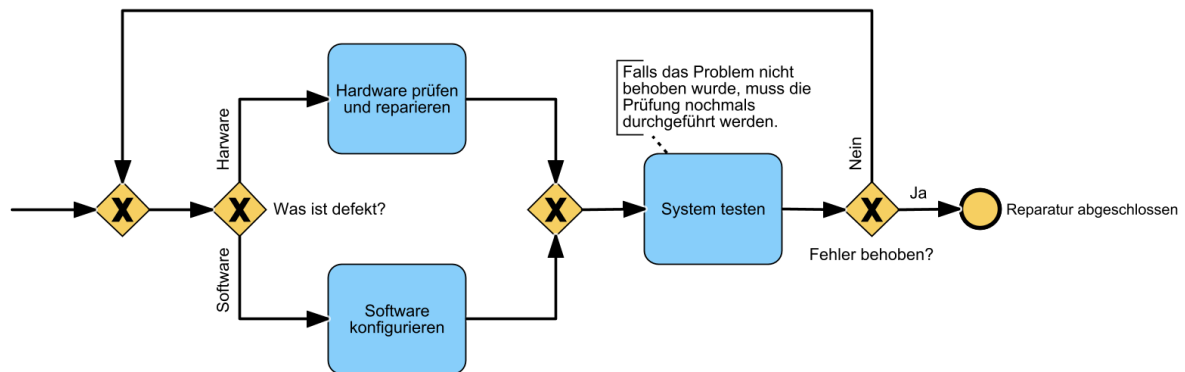 Harware
Hardware prüfen
und reparieren
Falls das Problem nicht
behoben wurde, muss die
Prüfung nochmals
durchgeführt werden.
Nein
X
X
Was ist defekt?
X
System testen
X
Ja
Reparatur abgeschlossen
Fehler behoben?
Software
Software
konfigurieren